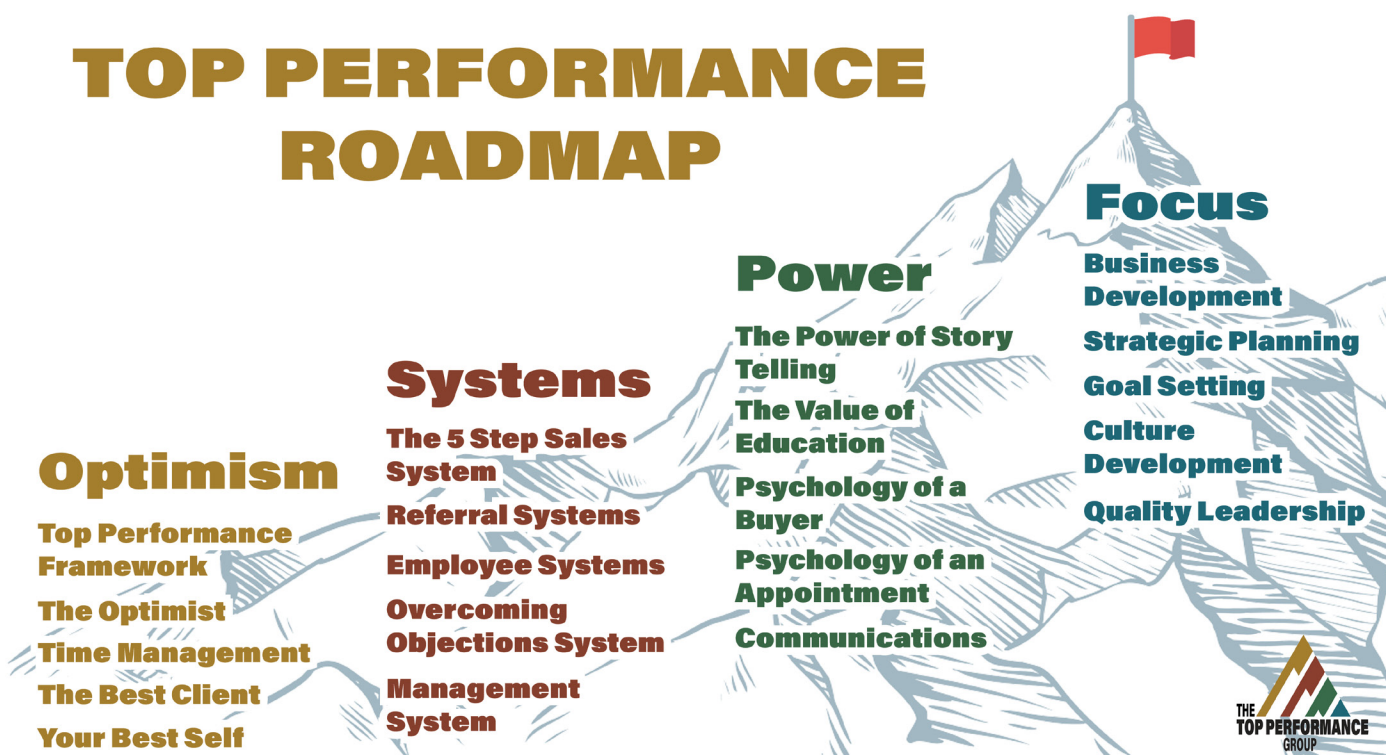 TOP PERFORMANCE
ROADMAP
Optimism
Top Performance
Framework
The Optimist
Time Management
The Best Client
Your Best Self
Systems
The 5 Step Sales
System
Referral Systems
Employee Systems
Overcoming
Objections System
Management
System
Power
The Power of Story
Telling
The Value of
Education
Psychology of a
Buyer
Psychology of an
Appointment
Communications
Focus
Business
Development
Strategic Planning
Goal Setting
Culture
Development
Quality Leadership
THE
TOP PERFORMANCE
GROUP